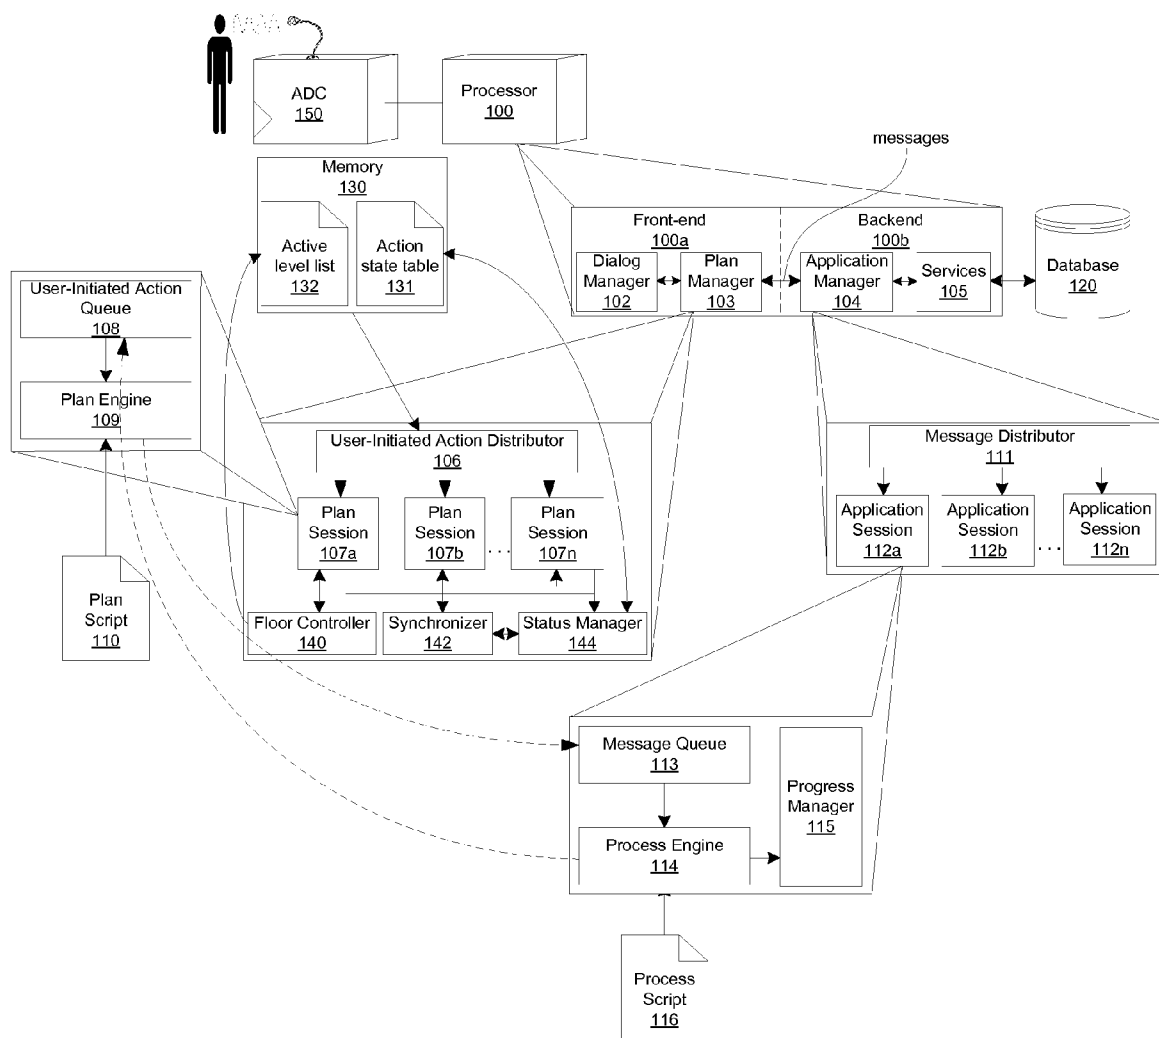 ADC
150
Processor
100
messages
Memory
130
Active
level list
132
Action
state table
131
Front-end
100a
Backend
100b
Dialog
Manager
102
Plan
Manager
103
Application
Manager
104
Services
105
Database
120
User-Initiated Action
Queue
108
Plan Engine
109
Plan
Script
110
User-Initiated Action Distributor
106
Plan
Session
107a
Plan
Session
107b
. . .
Plan
Session
107n
Floor Controller
140
Synchronizer
142
Status Manager
144
Message Distributor
111
Application
Session
112a
Application
Session
112b
. . .
Application
Session
112n
Message Queue
113
Process Engine
114
Progress
Manager
115
Process
Script
116